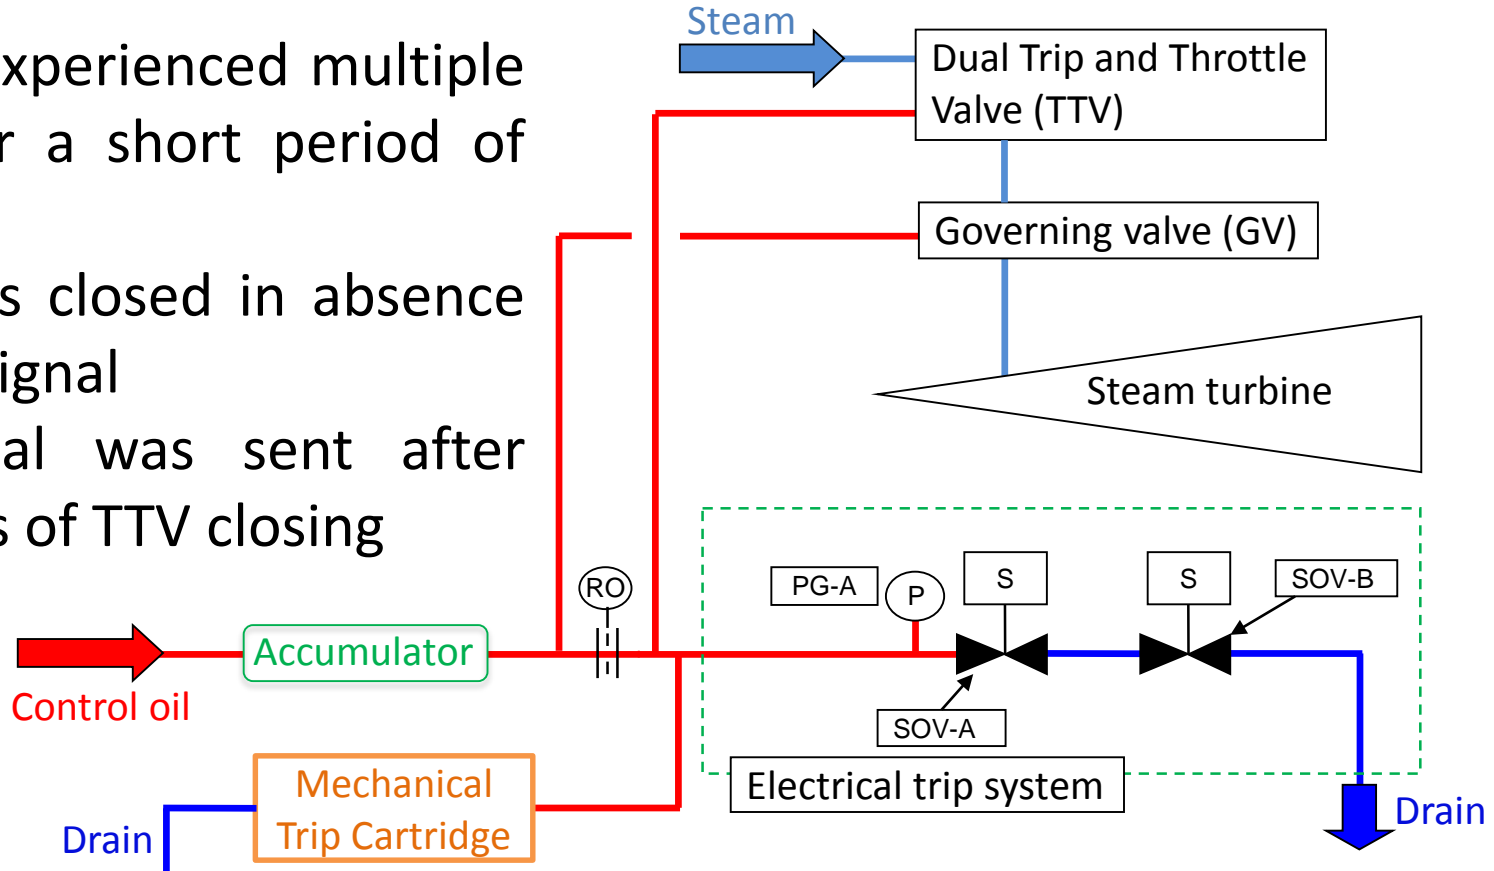 xperienced multiple
r a short period of
s closed in absence
ignal
al was sent after
s of TTV closing
Steam
Dual Trip and Throttle
Valve (TTV)
Governing valve (GV)
Steam turbine
RO
PG-A
P
S
S
SOV-B
Accumulator
Control oil
SOV-A
Electrical trip system
Mechanical
Trip Cartridge
Drain
Drain